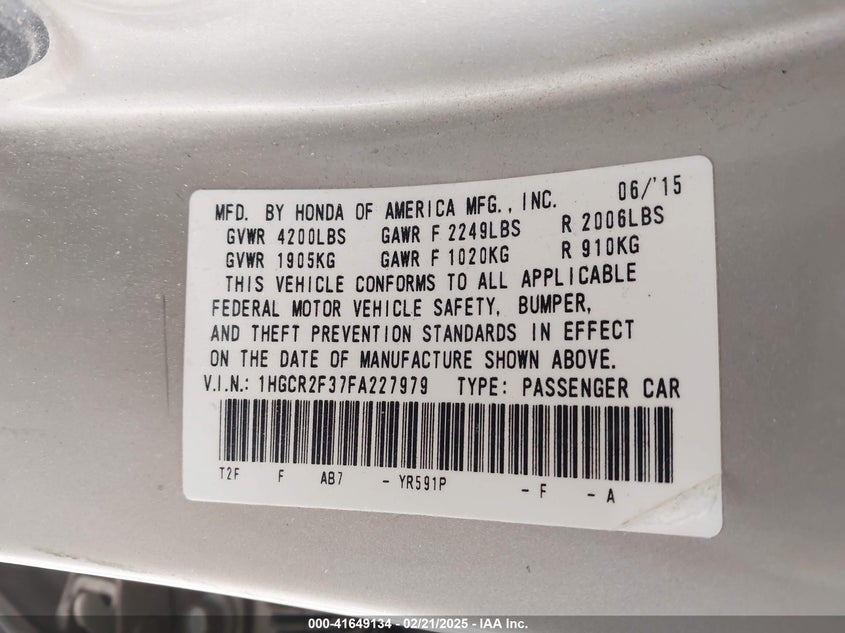 MFD. BY HONDA OF AMERICA MFG., INC. 06/'15
GVWR 4200LBS GAWR F 2249LBS R 2006LBS
GVWR 1905KG GAWR F 1020KG R 910KG
THIS VEHICLE CONFORMS TO ALL APPLICABLE
FEDERAL MOTOR VEHICLE SAFETY, BUMPER,
AND THEFT PREVENTION STANDARDS IN EFFECT
ON THE DATE OF MANUFACTURE SHOWN ABOVE.
V.I.N.: 1HGCR2F37FA227979 TYPE: PASSENGER CAR
T2F F AB7 - YR591P - F - A
000-41649134 - 02/21/2025 - IAA Inc.